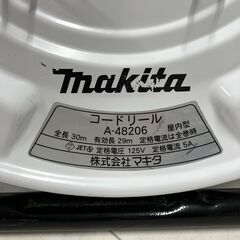 makita
コードリール
A-48206 屋内型
全長 30m 有効長 29m 定格電流は全巻時
JET 定格電圧 125V 定格電流 5A
株式会社マキタ